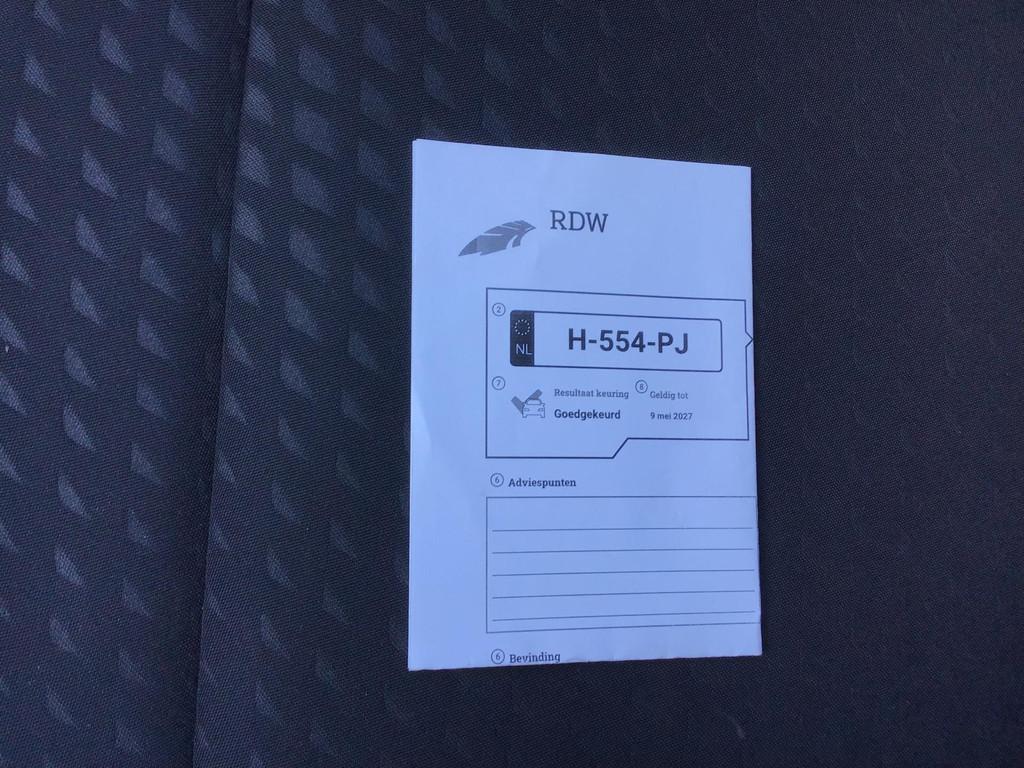 RDW
2
NL H-554-PJ
7 Resultaat keuring 8 Geldig tot
Goedgekeurd 9 mei 2027
6 Adviespunten
6 Bevinding